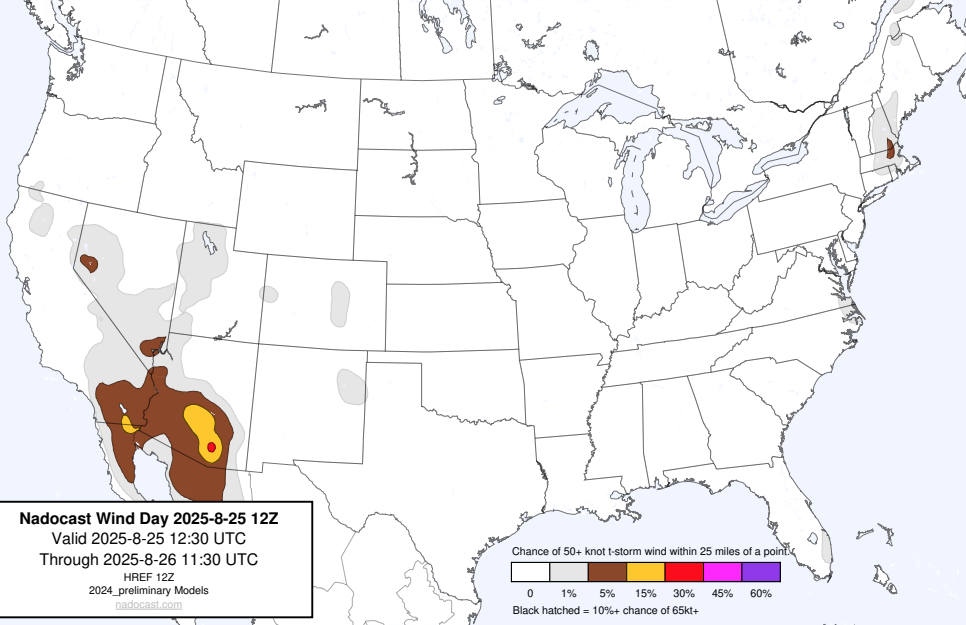 Nadocast Wind Day 2025-8-25 12Z
Valid 2025-8-25 12:30 UTC
Through 2025-8-26 11:30 UTC
HREF 12Z
2024_preliminary Models
nadocast.com
Chance of 50+ knot t-storm wind within 25 miles of a point.
0 1% 5% 15% 30% 45% 60%
Black hatched = 10%+ chance of 65kt+